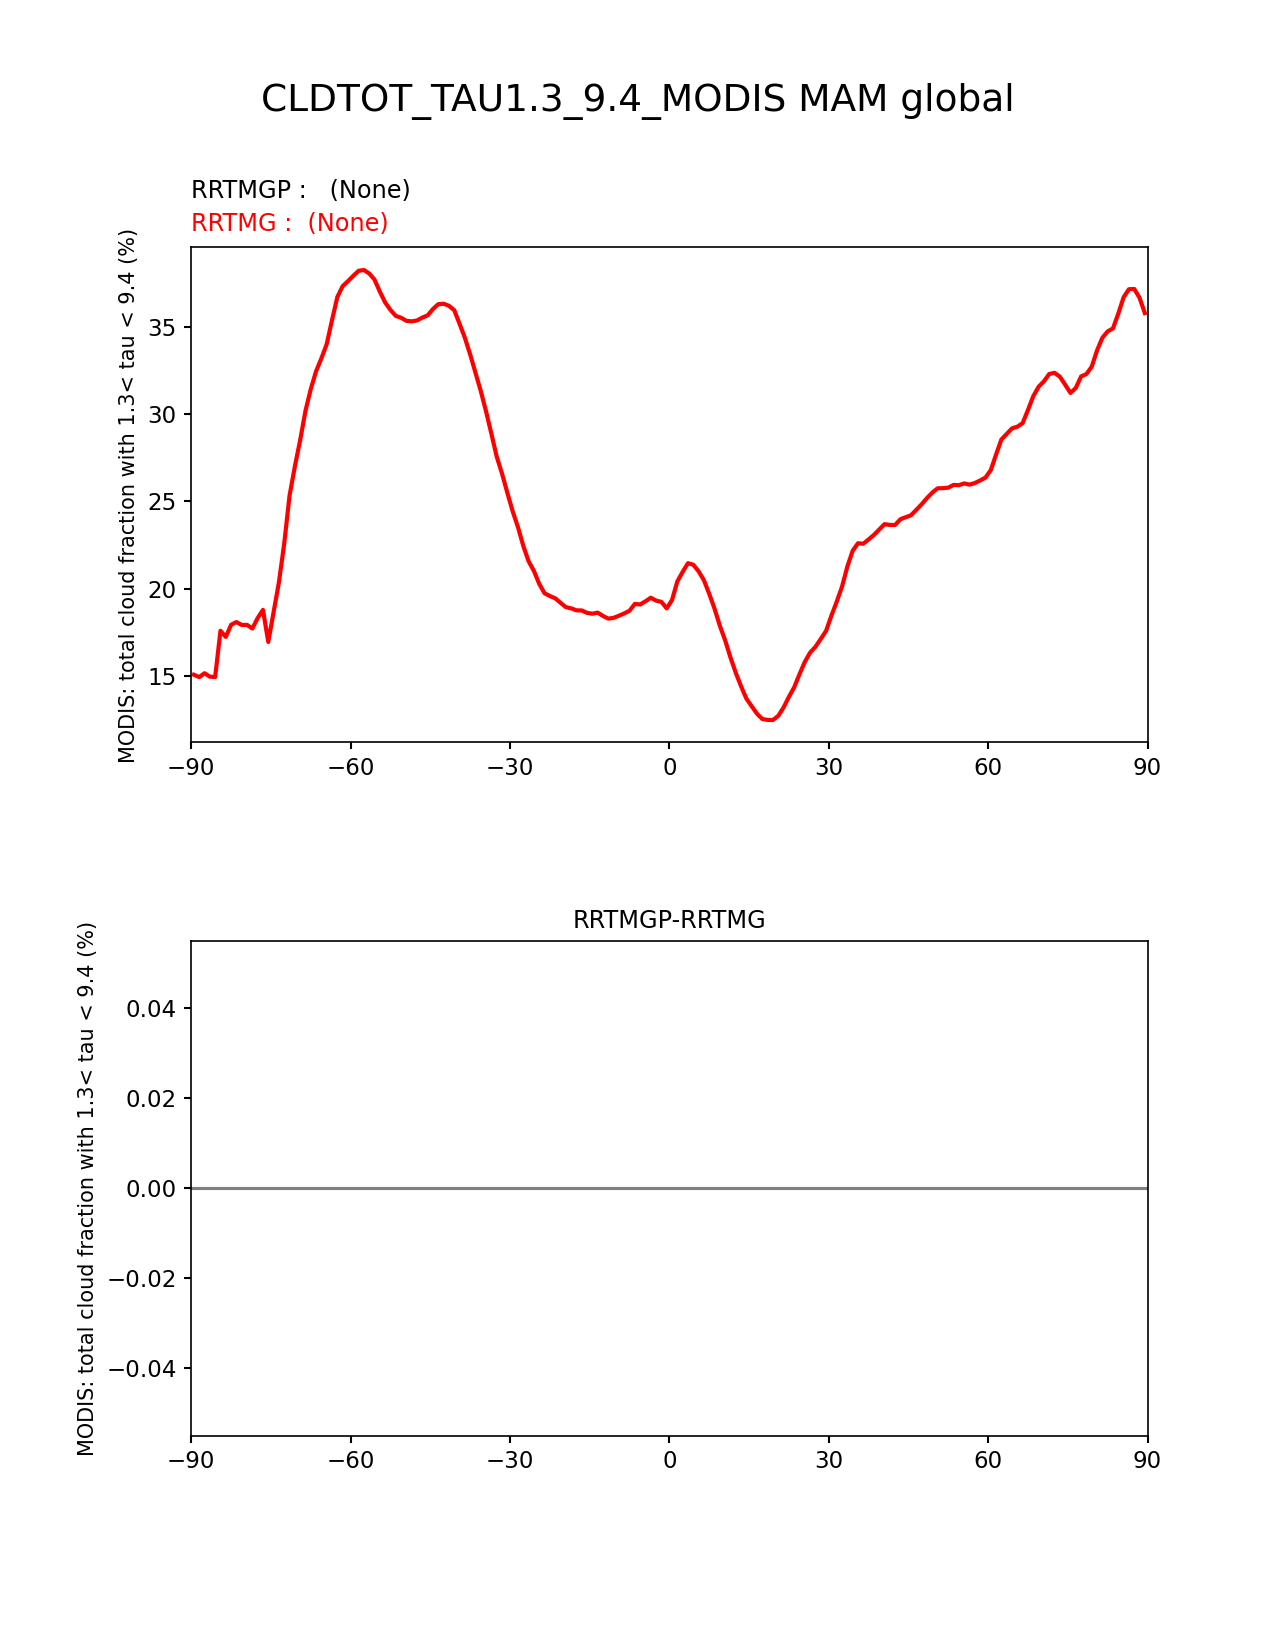 CLDTOT_TAU1.3_9.4_MODIS MAM global
RRTMGP :   (None)
RRTMG :  (None)
MODIS: total cloud fraction with 1.3< tau < 9.4 (%)
35
30
25
20
15
−90 −60 −30 0 30 60 90
RRTMGP-RRTMG
MODIS: total cloud fraction with 1.3< tau < 9.4 (%)
0.04
0.02
0.00
−0.02
−0.04
−90 −60 −30 0 30 60 90